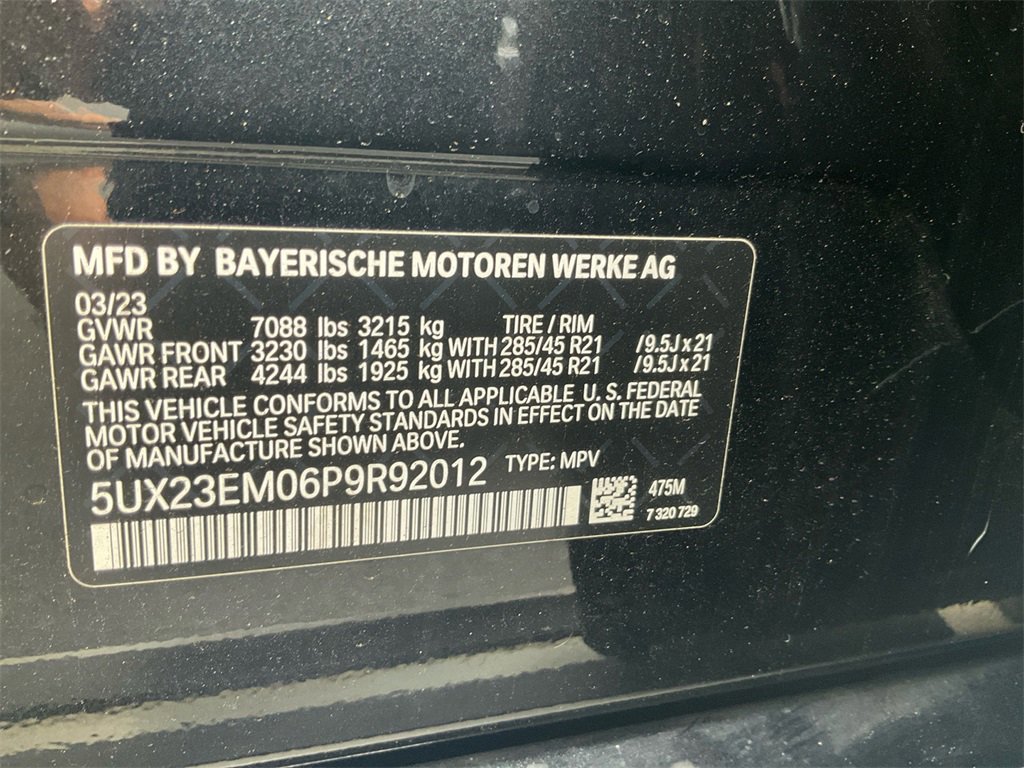 MFD BY BAYERISCHE MOTOREN WERKE AG
03/23
GVWR 7088 lbs 3215 kg TIRE / RIM
GAWR FRONT 3230 lbs 1465 kg WITH 285/45 R21 /9.5J x 21
GAWR REAR 4244 lbs 1925 kg WITH 285/45 R21 /9.5J x 21
THIS VEHICLE CONFORMS TO ALL APPLICABLE U. S. FEDERAL
MOTOR VEHICLE SAFETY STANDARDS IN EFFECT ON THE DATE
OF MANUFACTURE SHOWN ABOVE.
5UX23EM06P9R92012 TYPE: MPV
475M
7 320 729